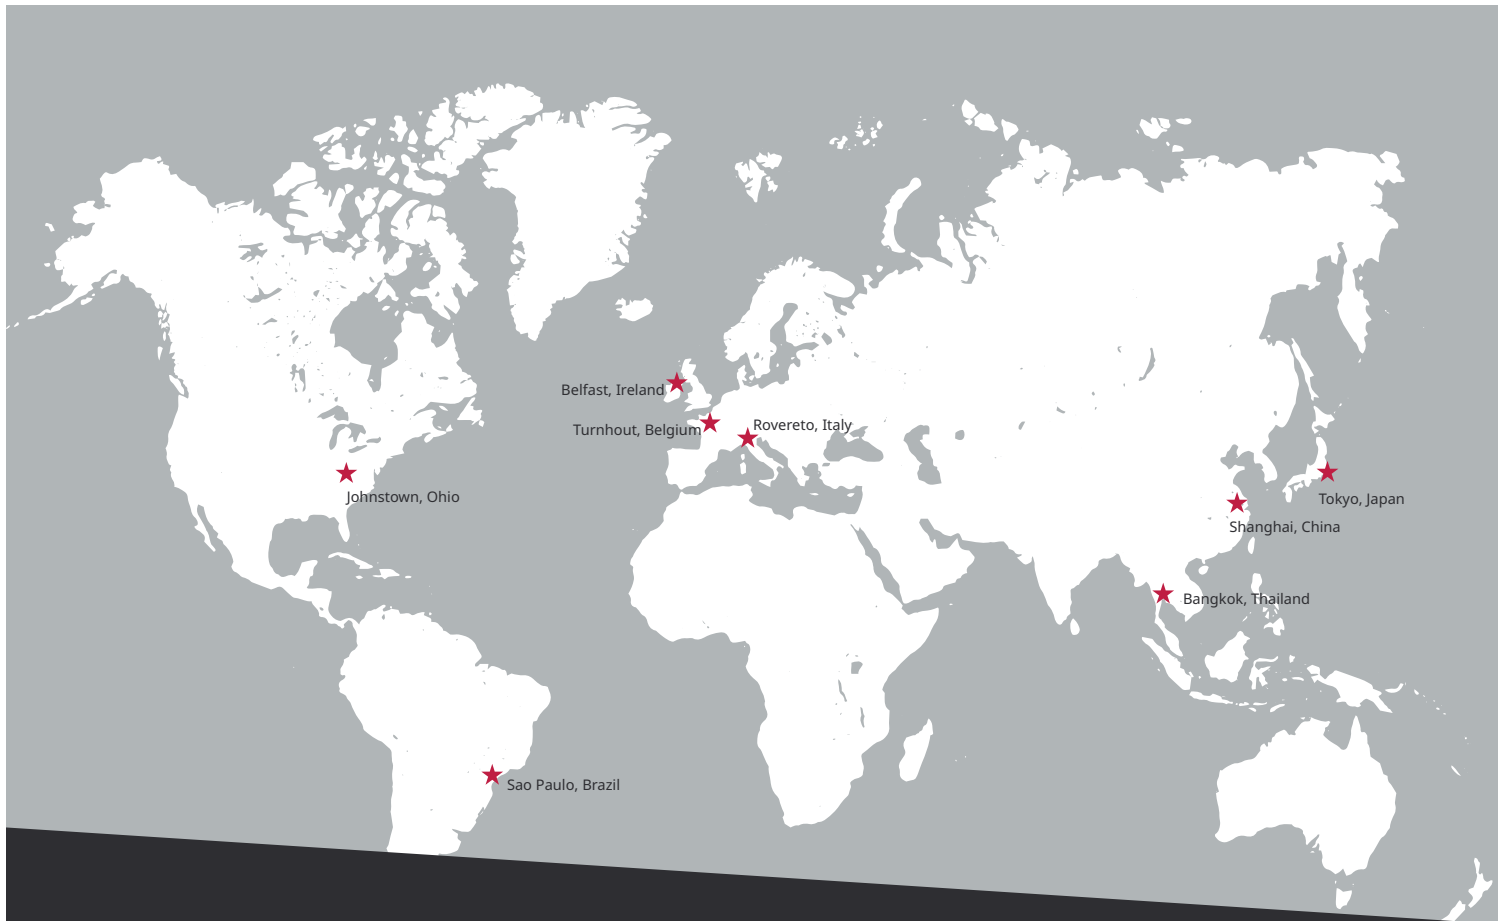 Belfast, Ireland
Turnhout, Belgium
Rovereto, Italy
Johnstown, Ohio
Tokyo, Japan
Shanghai, China
Bangkok, Thailand
Sao Paulo, Brazil